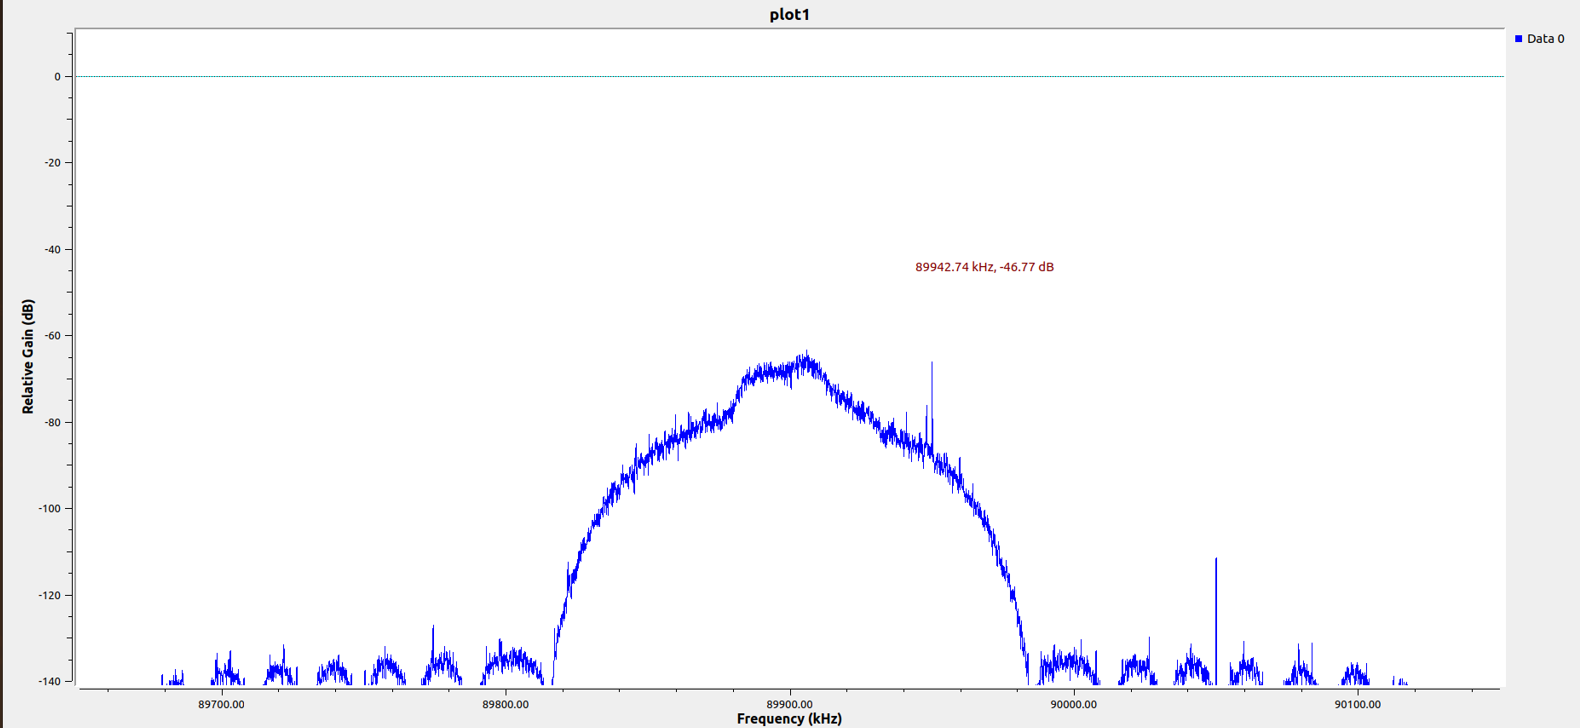 plot1
Data 0
0
-20
-40
89942.74 kHz, -46.77 dB
-60
-80
-100
-120
-140
Relative Gain (dB)
89700.00 89800.00 89900.00 90000.00 90100.00
Frequency (kHz)